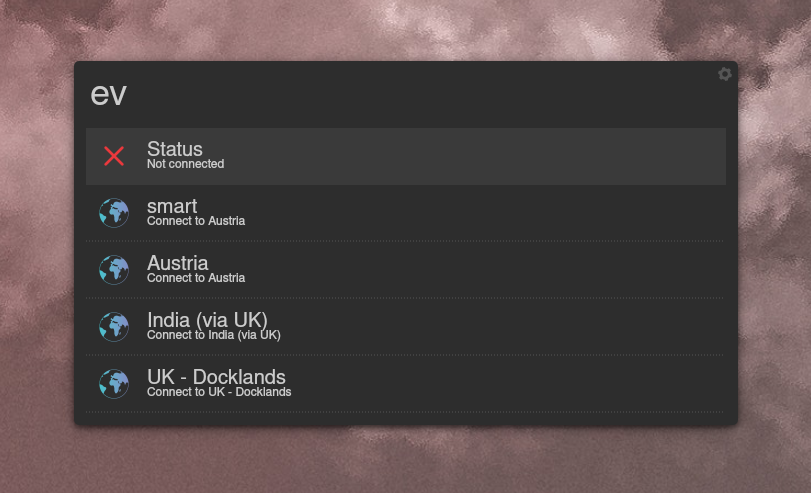 ev
Status
Not connected
smart
Connect to Austria
Austria
Connect to Austria
India (via UK)
Connect to India (via UK)
UK - Docklands
Connect to UK - Docklands